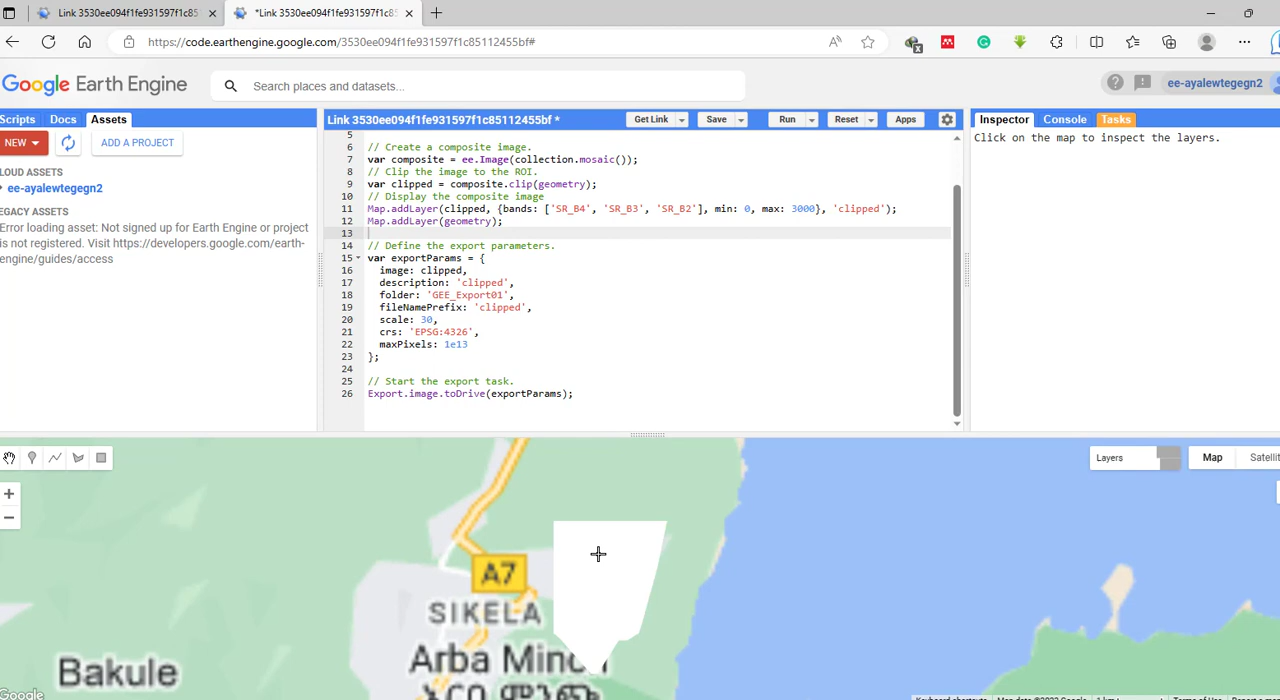 Link 3530ee094f1fe931597f1c85
*Link 3530ee094f1fe931597f1c85
https://code.earthengine.google.com/3530ee094f1fe931597f1c85112455bf#
Google Earth Engine
Search places and datasets...
ee-ayalewtegegn2
Scripts Docs Assets
Link 3530ee094f1fe931597f1c85112455bf *
Get Link Save Run Reset Apps
Inspector Console Tasks
NEW
ADD A PROJECT
Click on the map to inspect the layers.
LOUD ASSETS
ee-ayalewtegegn2
EGACY ASSETS
Error loading asset: Not signed up for Earth Engine or project
is not registered. Visit https://developers.google.com/earth-
engine/guides/access
5
6 // Create a composite image.
7 var composite = ee.Image(collection.mosaic());
8 // Clip the image to the ROI.
9 var clipped = composite.clip(geometry);
10 // Display the composite image
11 Map.addLayer(clipped, {bands: ['SR_B4', 'SR_B3', 'SR_B2'], min: 0, max: 3000}, 'clipped');
12 Map.addLayer(geometry);
13
14 // Define the export parameters.
15 var exportParams = {
16 image: clipped,
17 description: 'clipped',
18 folder: 'GEE_Export01',
19 fileNamePrefix: 'clipped',
20 scale: 30,
21 crs: 'EPSG:4326',
22 maxPixels: 1e13
23 };
24
25 // Start the export task.
26 Export.image.toDrive(exportParams);
Layers
Map Satellit
+
−
A7
SIKELA
Arba Min
Bakule
Google